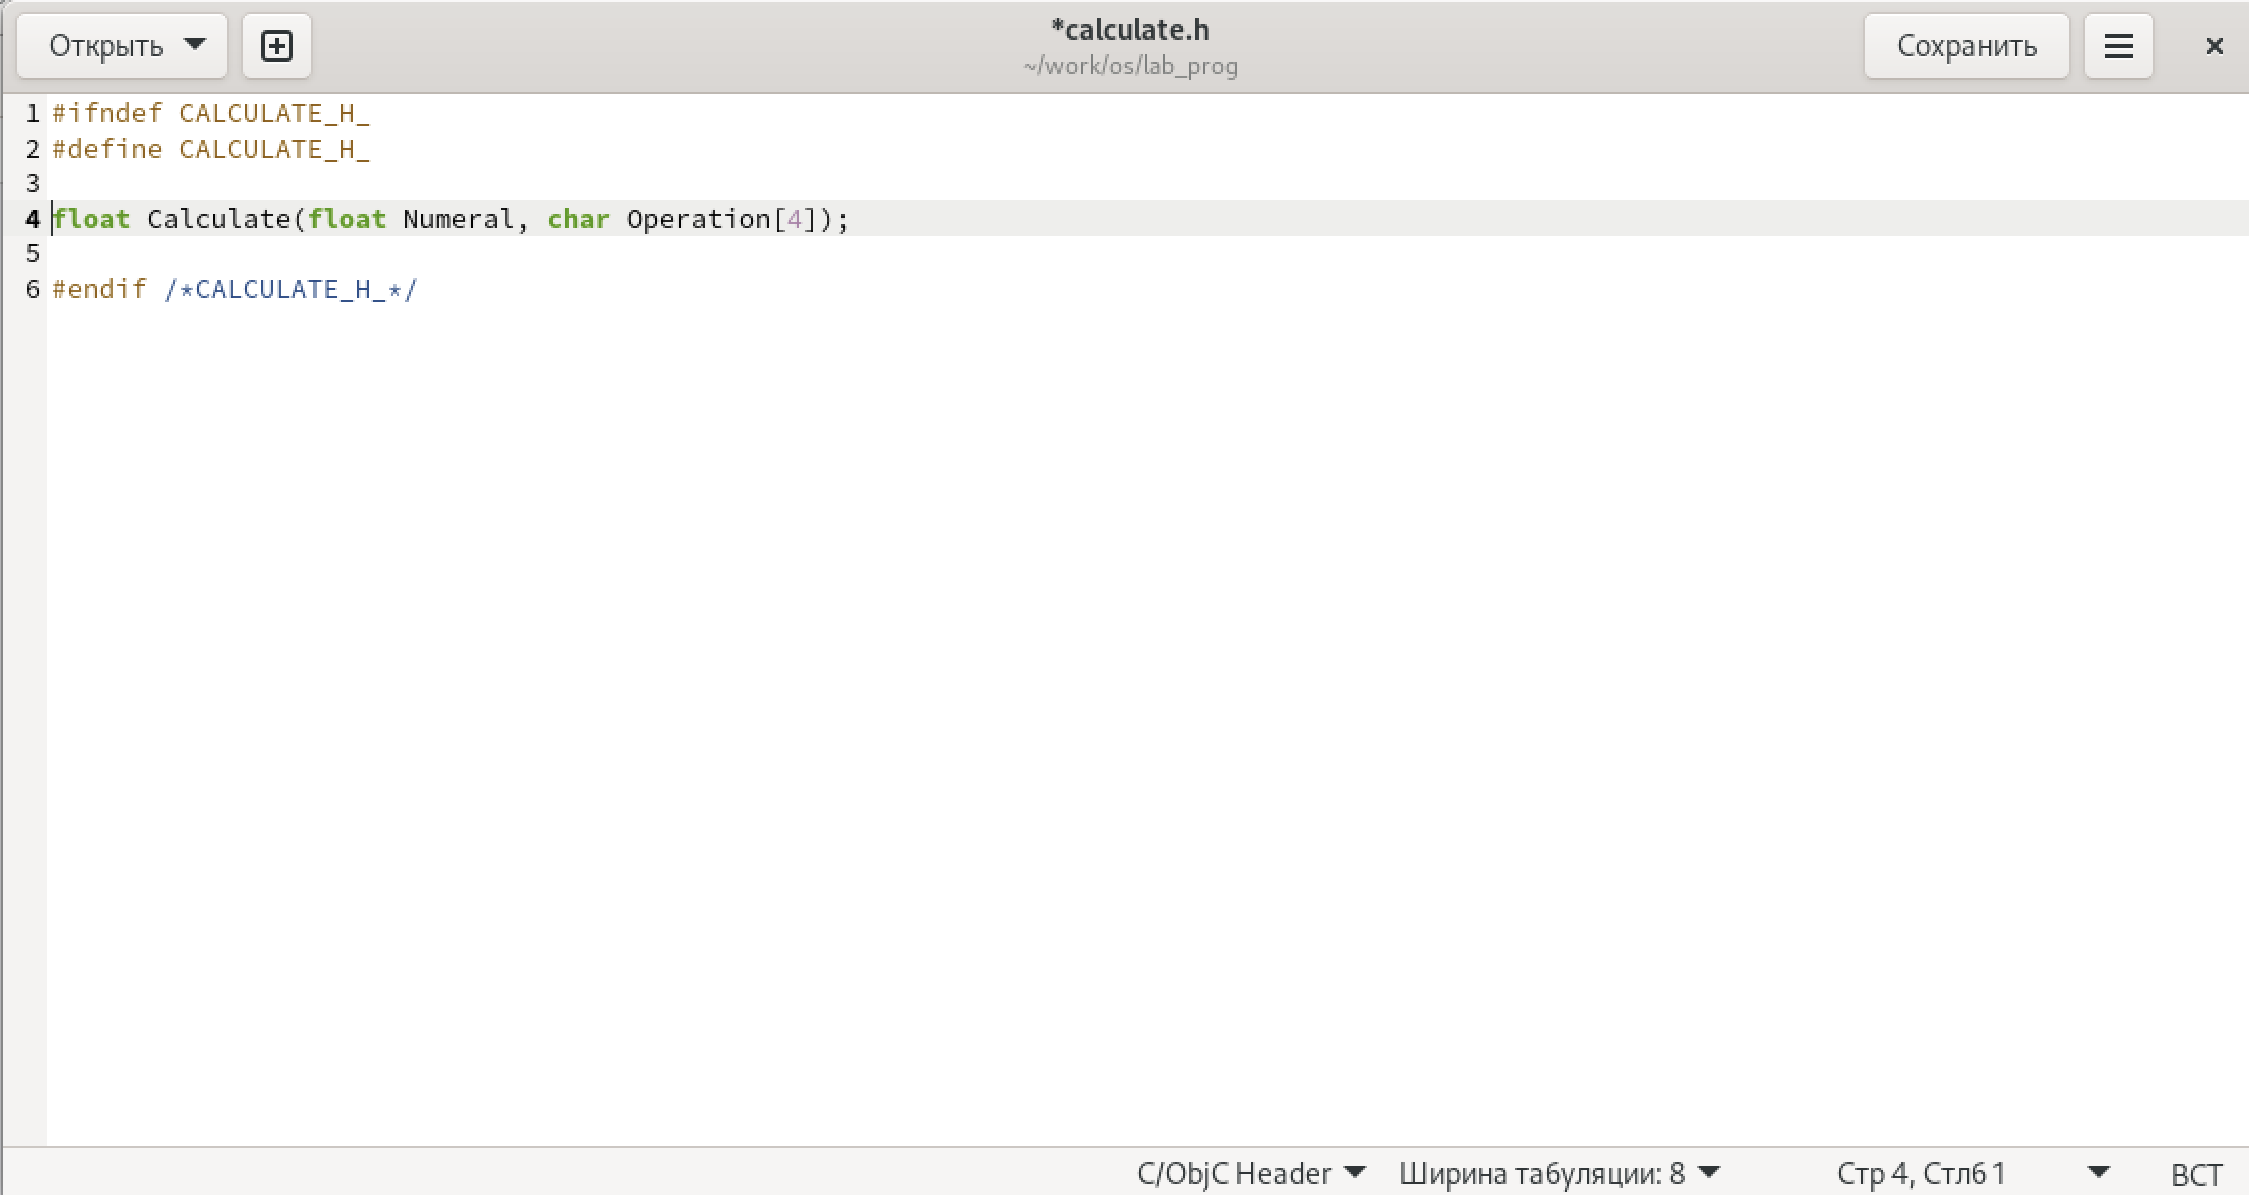 Открыть
*calculate.h
~/work/os/lab_prog
Сохранить
1 #ifndef CALCULATE_H_
2 #define CALCULATE_H_
3
4 float Calculate(float Numeral, char Operation[4]);
5
6 #endif /*CALCULATE_H_*/
C/ObjC Header Ширина табуляции: 8 Стр 4, Стлб 1 ВСТ